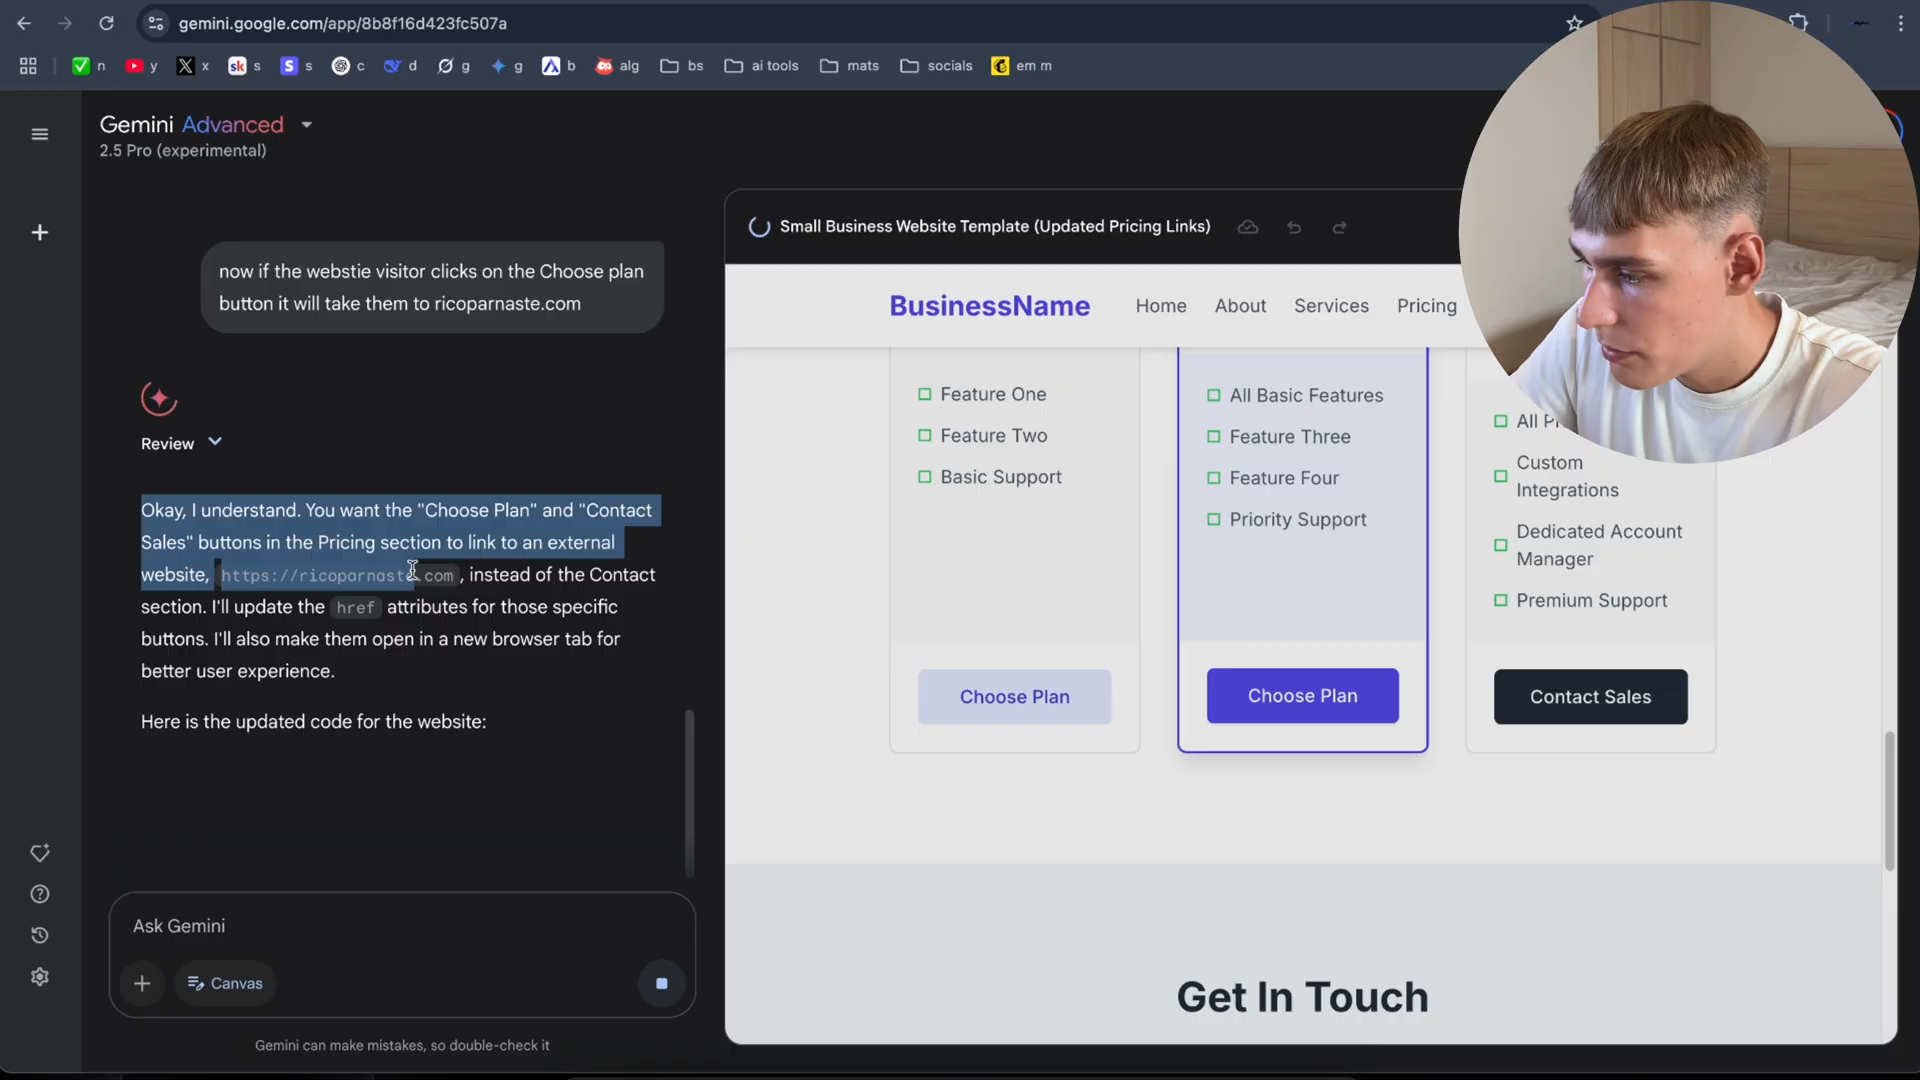 gemini.google.com/app/8b8f16d423fc507a
n
y
x
s
s
c
d
g
g
b
alg
bs
ai tools
mats
socials
em m
Gemini Advanced
2.5 Pro (experimental)
now if the webstie visitor clicks on the Choose plan
button it will take them to ricoparnaste.com
Review
Okay, I understand. You want the "Choose Plan" and "Contact
Sales" buttons in the Pricing section to link to an external
website, https://ricoparnaste.com, instead of the Contact
section. I'll update the href attributes for those specific
buttons. I'll also make them open in a new browser tab for
better user experience.
Here is the updated code for the website:
Ask Gemini
Canvas
Gemini can make mistakes, so double-check it
Small Business Website Template (Updated Pricing Links)
BusinessName
Home
About
Services
Pricing
Feature One
Feature Two
Basic Support
Choose Plan
All Basic Features
Feature Three
Feature Four
Priority Support
Choose Plan
All
Custom
Integrations
Dedicated Account
Manager
Premium Support
Contact Sales
Get In Touch